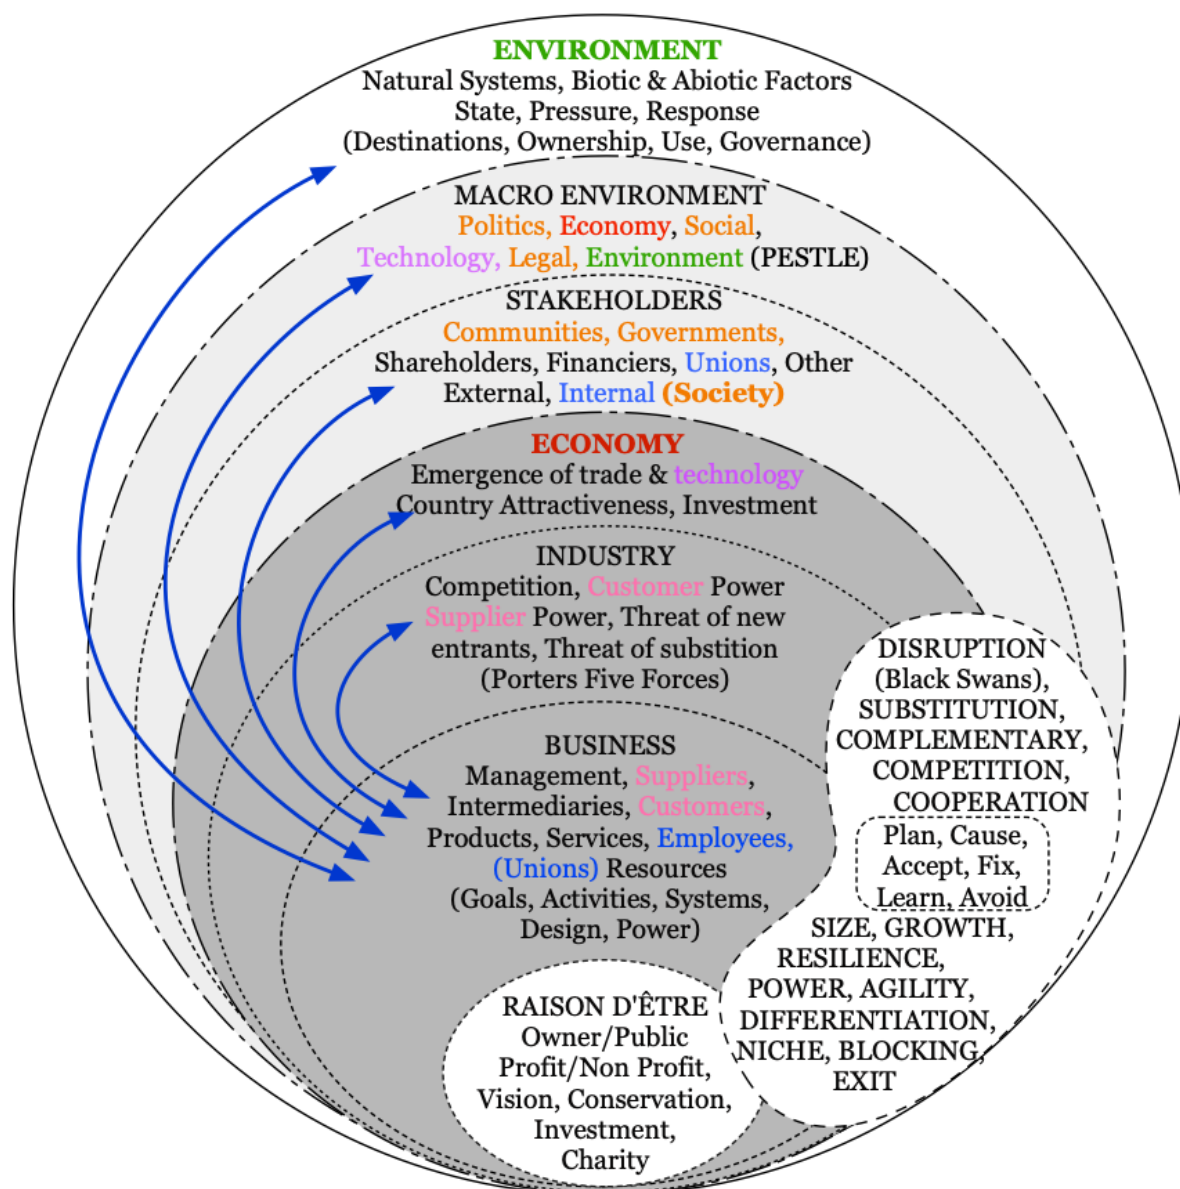 ENVIRONMENT
Natural Systems, Biotic & Abiotic Factors
State, Pressure, Response
(Destinations, Ownership, Use, Governance)
MACRO ENVIRONMENT
Politics, Economy, Social,
Technology, Legal, Environment (PESTLE)
STAKEHOLDERS
Communities, Governments,
Shareholders, Financiers, Unions, Other
External, Internal (Society)
ECONOMY
Emergence of trade & technology
Country Attractiveness, Investment
INDUSTRY
Competition, Customer Power
Supplier Power, Threat of new
entrants, Threat of substition
(Porters Five Forces)
BUSINESS
Management, Suppliers,
Intermediaries, Customers,
Products, Services, Employees,
(Unions) Resources
(Goals, Activities, Systems,
Design, Power)
RAISON D'ÊTRE
Owner/Public
Profit/Non Profit,
Vision, Conservation,
Investment,
Charity
DISRUPTION
(Black Swans),
SUBSTITUTION,
COMPLEMENTARY,
COMPETITION,
COOPERATION
Plan, Cause,
Accept, Fix,
Learn, Avoid
SIZE, GROWTH,
RESILIENCE,
POWER, AGILITY,
DIFFERENTIATION,
NICHE, BLOCKING,
EXIT